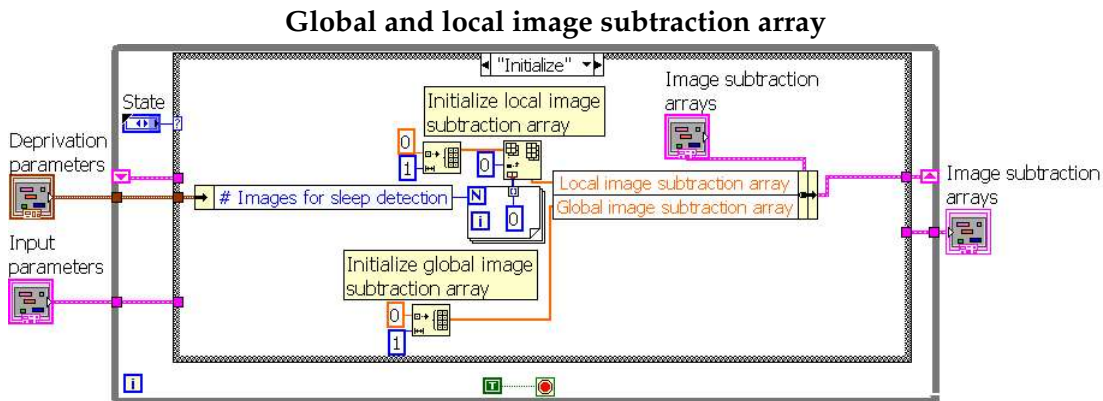 Global and local image subtraction array
"Initialize"
Image subtraction
arrays
Initialize local image
subtraction array
State
?
Deprivation
parameters
0
1
0
Local image subtraction array
Global image subtraction array
Image subtraction
arrays
# Images for sleep detection
N
i
0
Input
parameters
Initialize global image
subtraction array
0
1
i
T